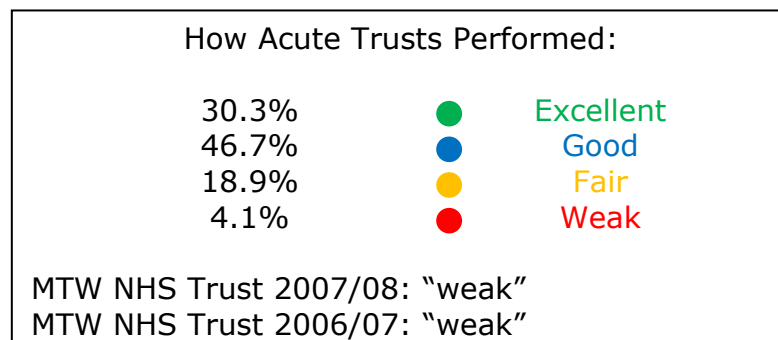 How Acute Trusts Performed:
30.3% Excellent
46.7% Good
18.9% Fair
4.1% Weak
MTW NHS Trust 2007/08: “weak”
MTW NHS Trust 2006/07: “weak”